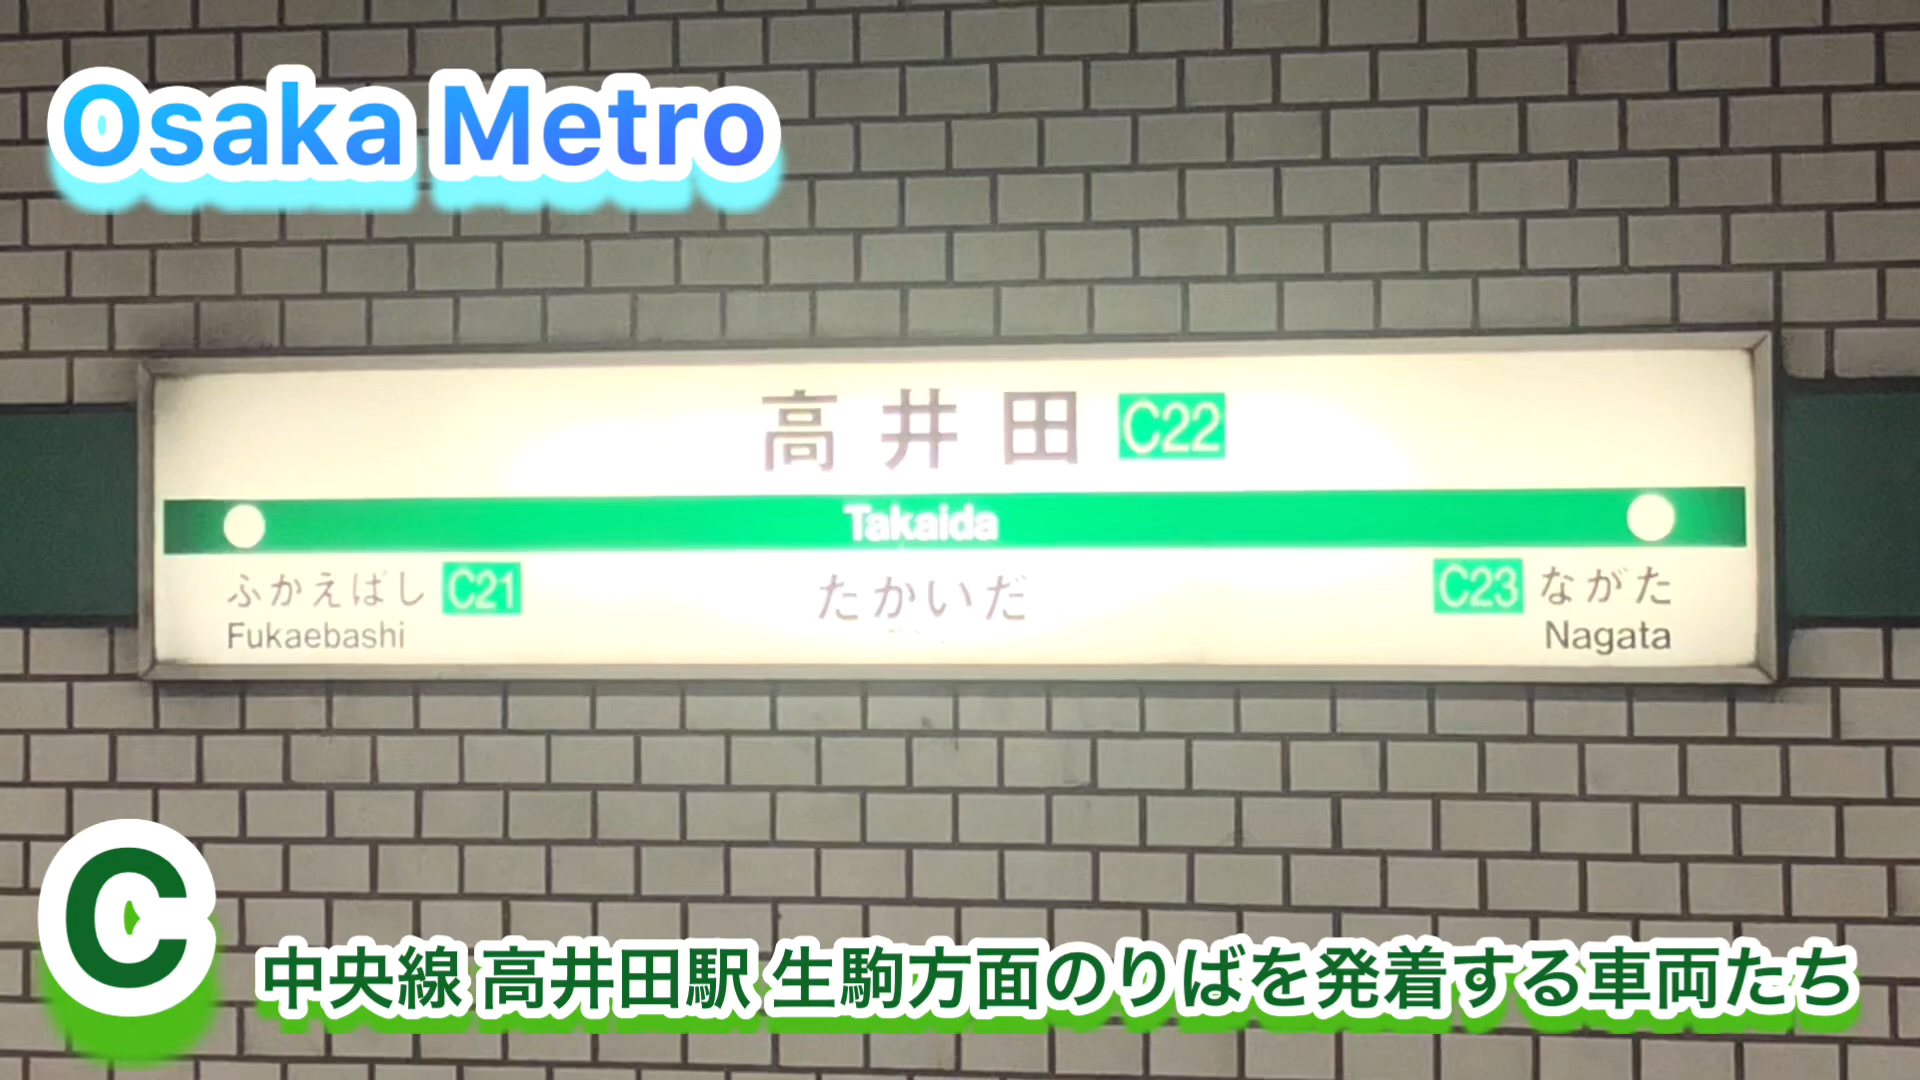 Osaka Metro
高井田 C22
Takaida
ふかえばし C21
Fukaebashi
たかいだ
C23 ながた
Nagata
C
中央線 高井田駅 生駒方面のりばを発着する車両たち